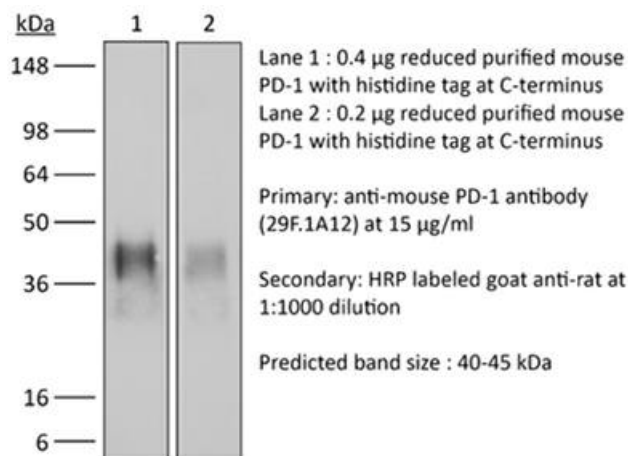 kDa
1 2
148
98
64
50
36
16
6
Lane 1 : 0.4 µg reduced purified mouse
PD-1 with histidine tag at C-terminus
Lane 2 : 0.2 µg reduced purified mouse
PD-1 with histidine tag at C-terminus
Primary: anti-mouse PD-1 antibody
(29F.1A12) at 15 µg/ml
Secondary: HRP labeled goat anti-rat at
1:1000 dilution
Predicted band size : 40-45 kDa